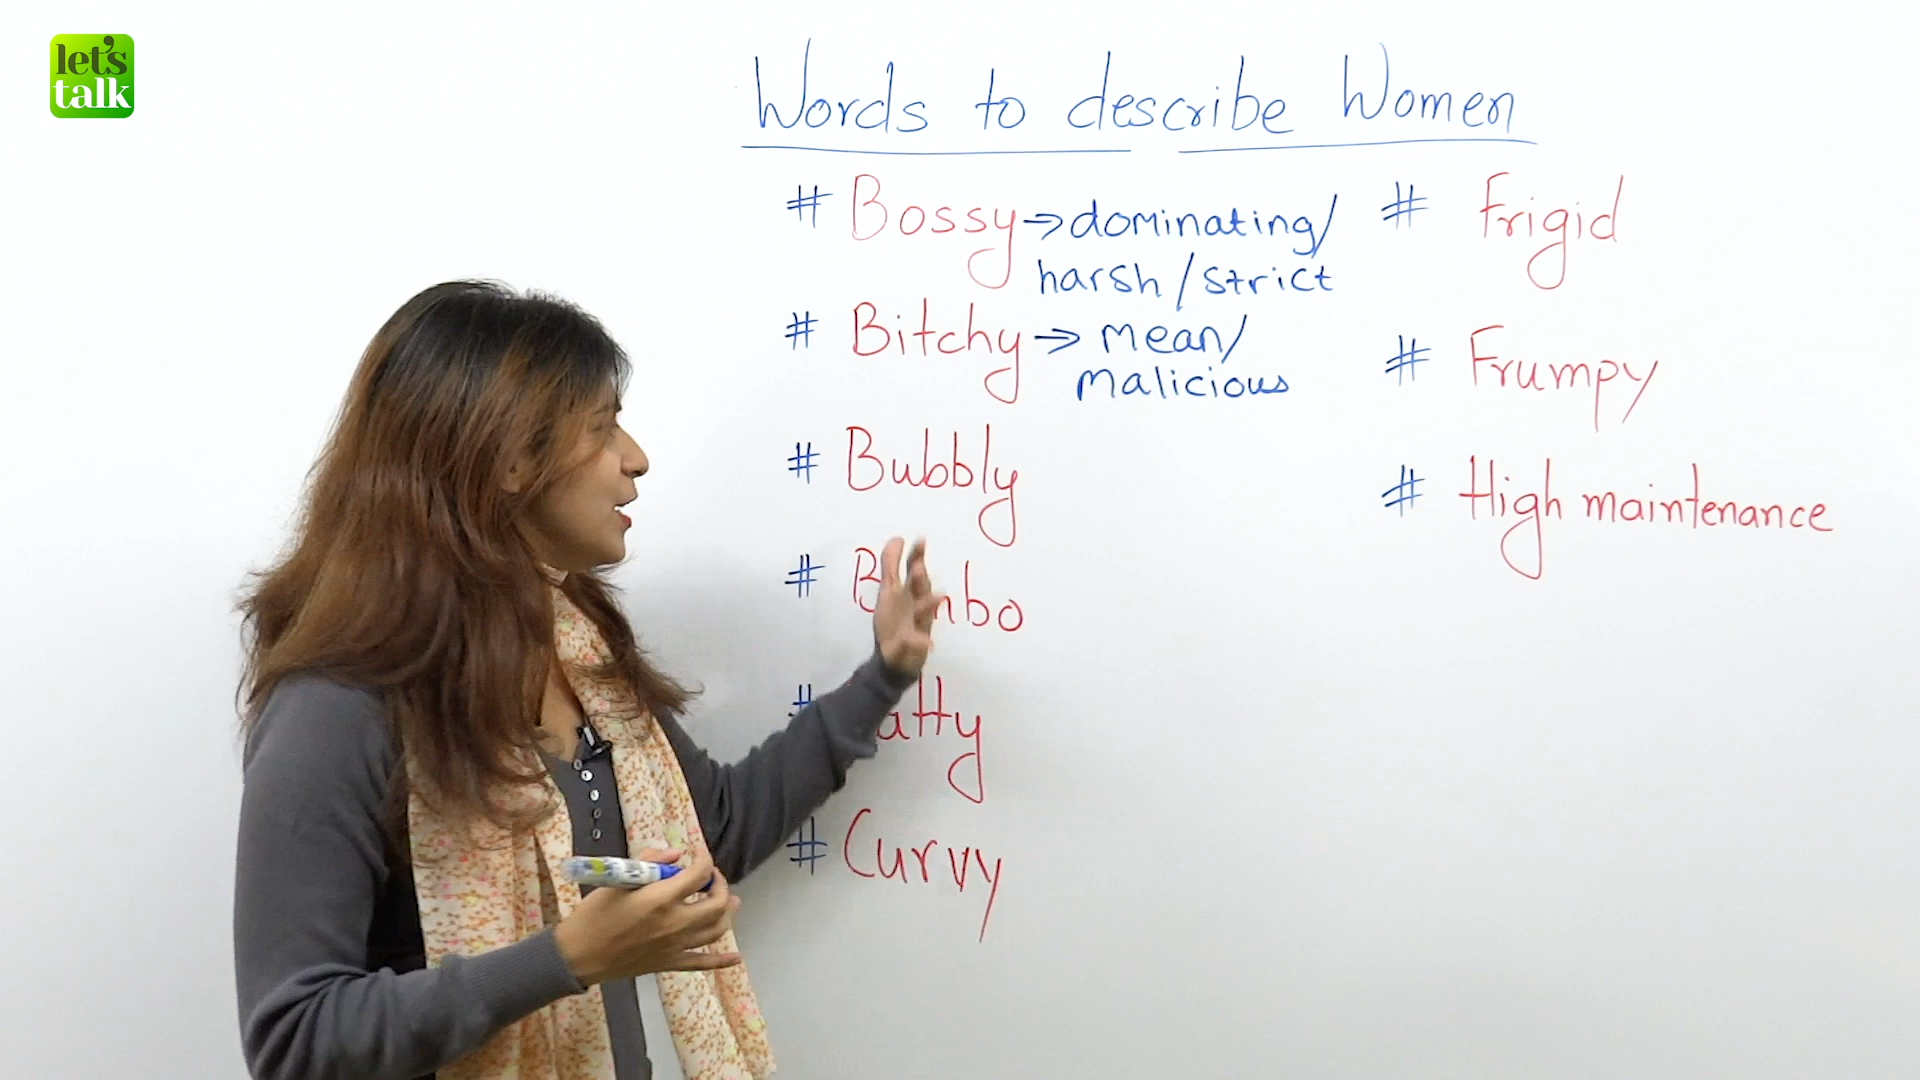 let's
talk
Words to describe Women
# Bossy → dominating/
harsh / strict
# Bitchy → mean/
malicious
# Bubbly
#
#
# Curvy
# Frigid
# Frumpy
# High maintenance